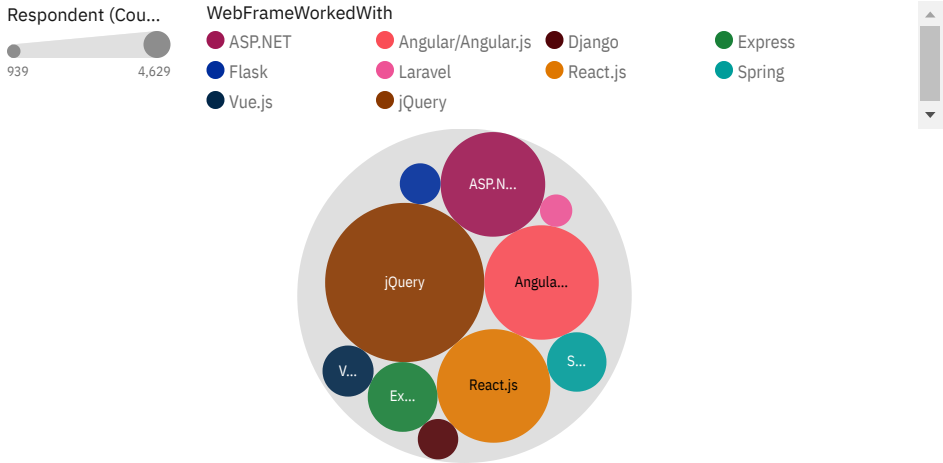 Respondent (Cou...
939 4,629
WebFrameWorkedWith
ASP.NET Angular/Angular.js Django Express
Flask Laravel React.js Spring
Vue.js jQuery
ASP.N...
jQuery
Angula...
S...
V...
React.js
Ex...